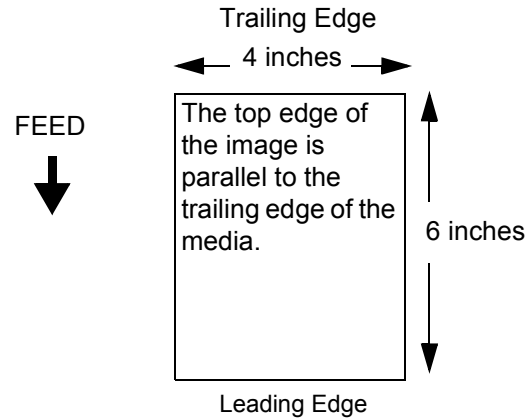 Trailing Edge
4 inches
FEED
The top edge of
the image is
parallel to the
trailing edge of the
media.
6 inches
Leading Edge